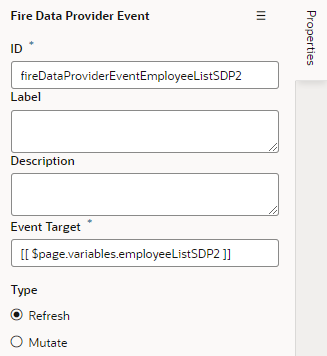 Fire Data Provider Event
Properties
ID *
fireDataProviderEventEmployeeListSDP2
Label
Description
Event Target *
[[ $page.variables.employeeListSDP2 ]]
Type
Refresh
Mutate